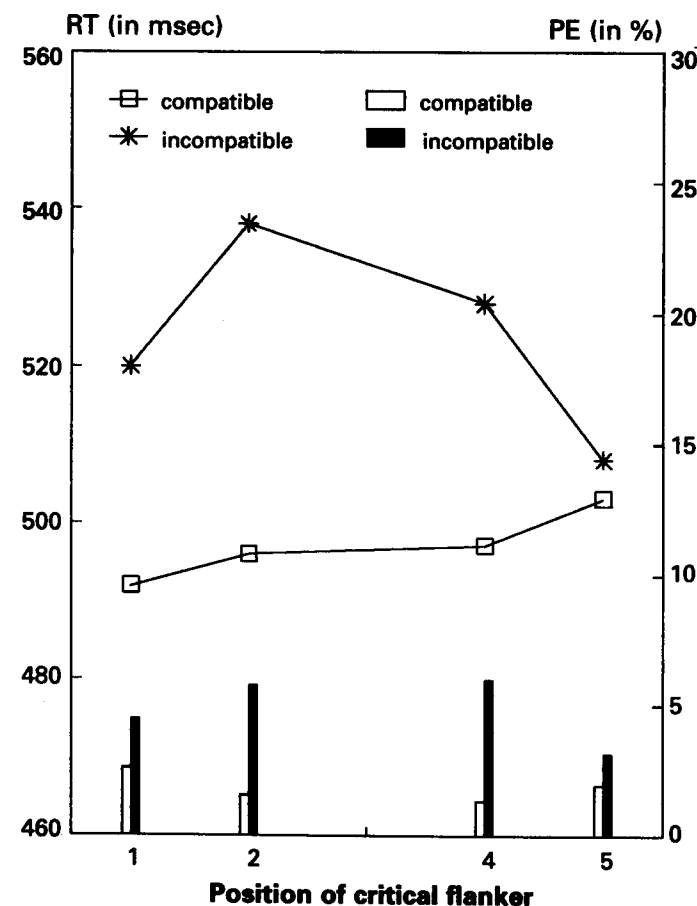 RT (in msec) PE (in %)
560 30
compatible compatible
incompatible incompatible
25
540
20
520
15
500
10
480
5
460 0
1 2 4 5
Position of critical flanker